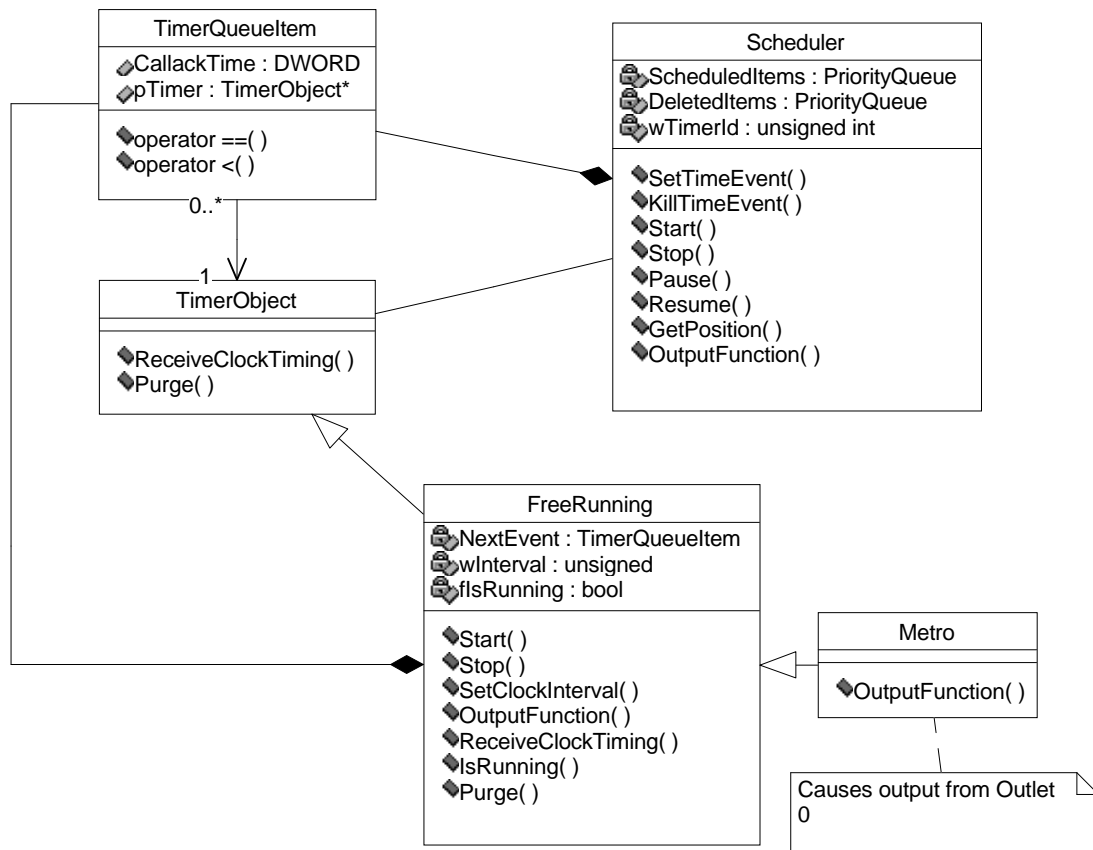 TimerQueueItem
CallackTime : DWORD
pTimer : TimerObject*
operator ==( )
operator <( )
0..*
1
TimerObject
ReceiveClockTiming( )
Purge( )
Scheduler
ScheduledItems : PriorityQueue
DeletedItems : PriorityQueue
wTimerId : unsigned int
SetTimeEvent( )
KillTimeEvent( )
Start( )
Stop( )
Pause( )
Resume( )
GetPosition( )
OutputFunction( )
FreeRunning
NextEvent : TimerQueueItem
wInterval : unsigned
fIsRunning : bool
Start( )
Stop( )
SetClockInterval( )
OutputFunction( )
ReceiveClockTiming( )
IsRunning( )
Purge( )
Metro
OutputFunction( )
Causes output from Outlet
0